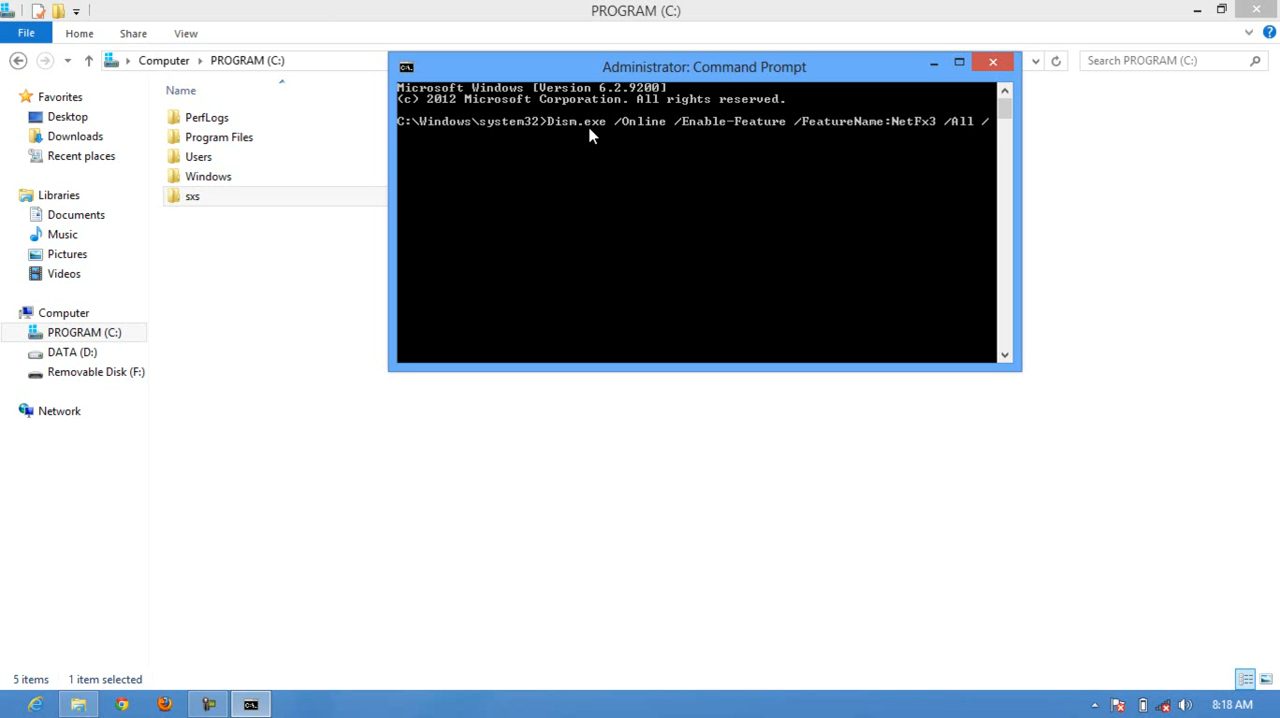 PROGRAM (C:)
File Home Share View
Computer PROGRAM (C:) Search PROGRAM (C:)
Favorites
Desktop
Downloads
Recent places
Libraries
Documents
Music
Pictures
Videos
Computer
PROGRAM (C:)
DATA (D:)
Removable Disk (F:)
Network
Name
PerfLogs
Program Files
Users
Windows
sxs
Administrator: Command Prompt
Microsoft Windows [Version 6.2.9200]
(c) 2012 Microsoft Corporation. All rights reserved.
C:\Windows\system32>Dism.exe /Online /Enable-Feature /FeatureName:NetFx3 /All /
5 items 1 item selected
8:18 AM